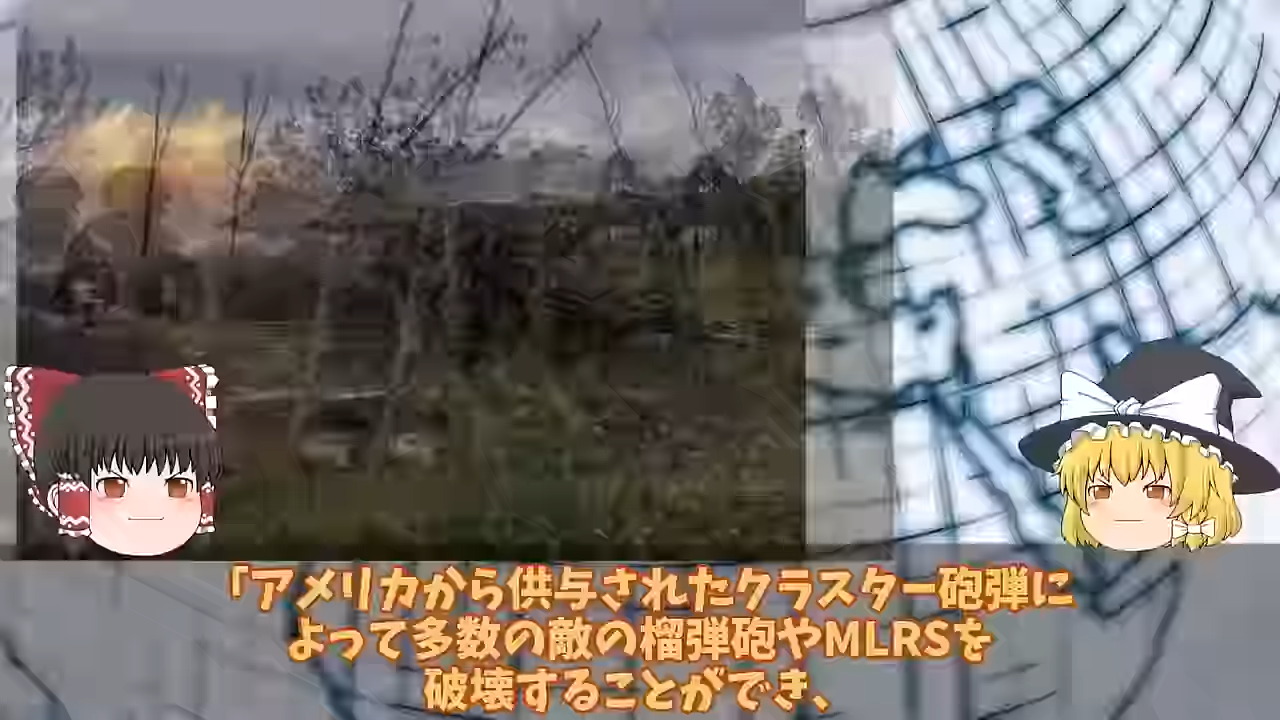 「アメリカから供与されたクラスター砲弾に
よって多数の敵の榴弾砲やMLRSを
破壊することができ、